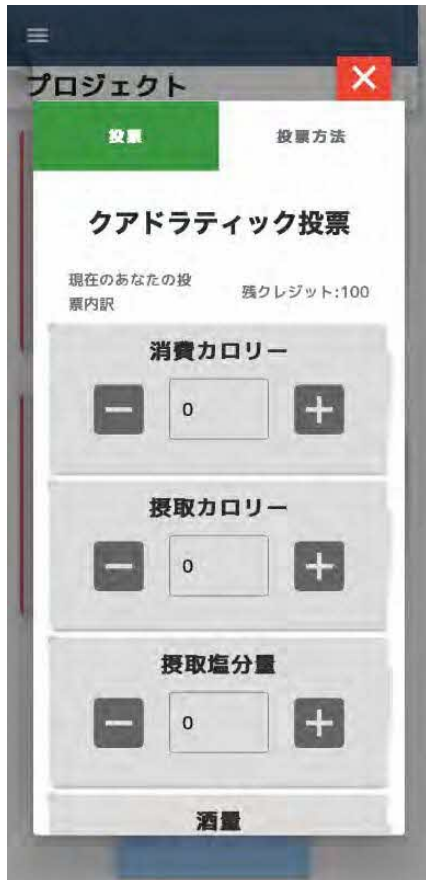 プロジェクト
投票
投票方法
クアドラティック投票
現在のあなたの投
票内訳
残クレジット:100
消費カロリー
0
摂取カロリー
0
摂取塩分量
0
酒量